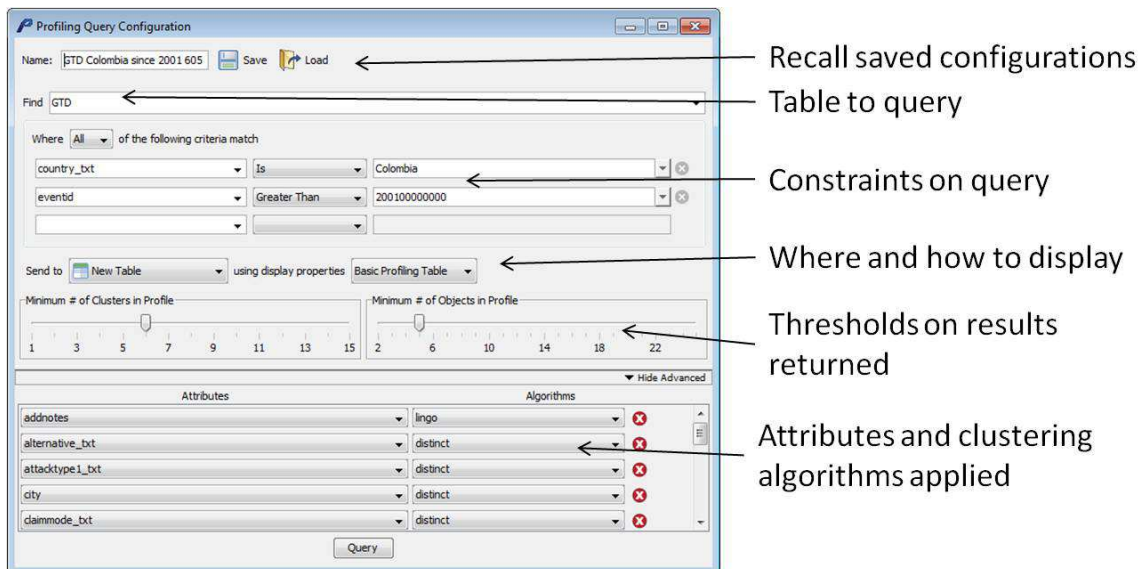 Profiling Query Configuration
Name: GTD Colombia since 2001 605 Save Load
Recall saved configurations
Find GTD
Table to query
Where All of the following criteria match
country_txt Is Colombia
eventid Greater Than 200100000000
Constraints on query
Send to New Table using display properties Basic Profiling Table
Where and how to display
Minimum # of Clusters in Profile
1 3 5 7 9 11 13 15
Minimum # of Objects in Profile
2 6 10 14 18 22
Thresholds on results
returned
Hide Advanced
Attributes Algorithms
addnotes lingo
alternative_txt distinct
attacktype1_txt distinct
city distinct
claimmode_txt distinct
Attributes and clustering
algorithms applied
Query